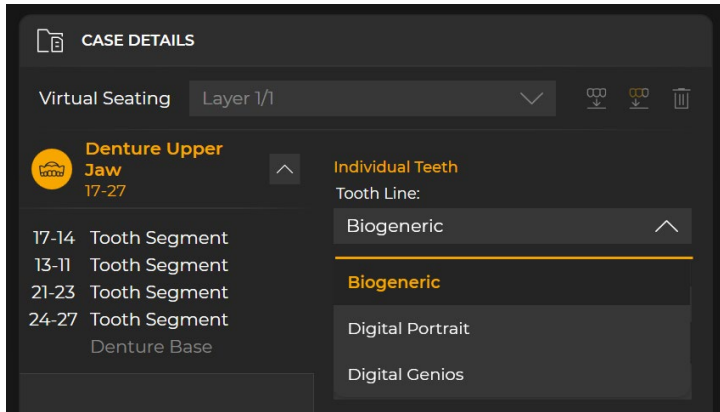 CASE DETAILS
Virtual Seating Layer 1/1
Denture Upper
Jaw
17-27
17-14 Tooth Segment
13-11 Tooth Segment
21-23 Tooth Segment
24-27 Tooth Segment
Denture Base
Individual Teeth
Tooth Line:
Biogeneric
Biogeneric
Digital Portrait
Digital Genios